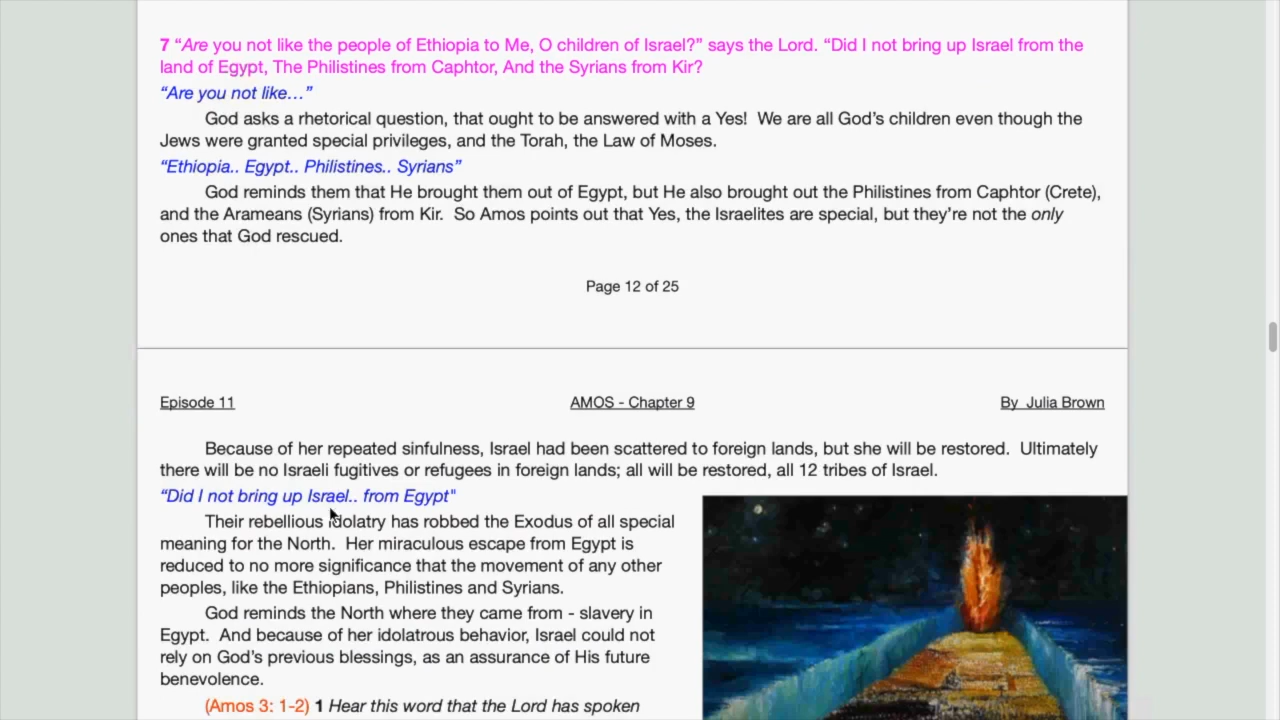 7 “Are you not like the people of Ethiopia to Me, O children of Israel?” says the Lord. “Did I not bring up Israel from the
land of Egypt, The Philistines from Caphtor, And the Syrians from Kir?
“Are you not like…”
God asks a rhetorical question, that ought to be answered with a Yes!  We are all God’s children even though the
Jews were granted special privileges, and the Torah, the Law of Moses.
“Ethiopia.. Egypt.. Philistines.. Syrians”
God reminds them that He brought them out of Egypt, but He also brought out the Philistines from Caphtor (Crete),
and the Arameans (Syrians) from Kir.  So Amos points out that Yes, the Israelites are special, but they’re not the only
ones that God rescued.
Page 12 of 25
Episode 11 AMOS - Chapter 9 By  Julia Brown
Because of her repeated sinfulness, Israel had been scattered to foreign lands, but she will be restored.  Ultimately
there will be no Israeli fugitives or refugees in foreign lands; all will be restored, all 12 tribes of Israel.
“Did I not bring up Israel.. from Egypt"
Their rebellious idolatry has robbed the Exodus of all special
meaning for the North.  Her miraculous escape from Egypt is
reduced to no more significance that the movement of any other
peoples, like the Ethiopians, Philistines and Syrians.
God reminds the North where they came from - slavery in
Egypt.  And because of her idolatrous behavior, Israel could not
rely on God’s previous blessings, as an assurance of His future
benevolence.
(Amos 3: 1-2) 1 Hear this word that the Lord has spoken